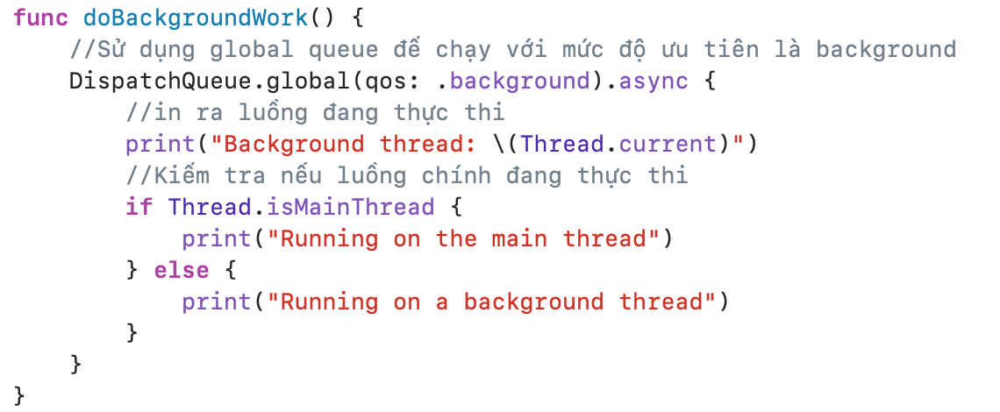 func doBackgroundWork() {
    //Sử dụng global queue để chạy với mức độ ưu tiên là background
    DispatchQueue.global(qos: .background).async {
        //in ra luồng đang thực thi
        print("Background thread: \(Thread.current)")
        //Kiểm tra nếu luồng chính đang thực thi
        if Thread.isMainThread {
            print("Running on the main thread")
        } else {
            print("Running on a background thread")
        }
    }
}